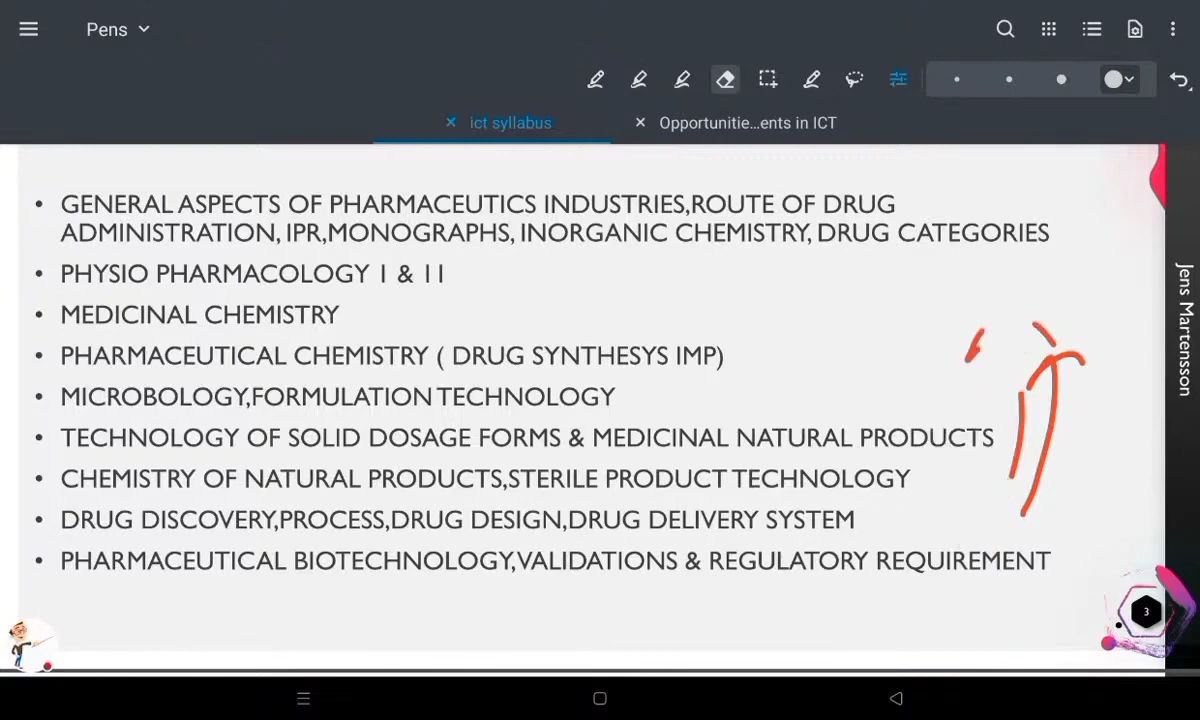 Pens
ict syllabus
Opportunitie...ents in ICT
• GENERAL ASPECTS OF PHARMACEUTICS INDUSTRIES,ROUTE OF DRUG
ADMINISTRATION, IPR,MONOGRAPHS, INORGANIC CHEMISTRY, DRUG CATEGORIES
• PHYSIO PHARMACOLOGY I & II
• MEDICINAL CHEMISTRY
• PHARMACEUTICAL CHEMISTRY ( DRUG SYNTHESYS IMP)
• MICROBOLOGY,FORMULATION TECHNOLOGY
• TECHNOLOGY OF SOLID DOSAGE FORMS & MEDICINAL NATURAL PRODUCTS
• CHEMISTRY OF NATURAL PRODUCTS,STERILE PRODUCT TECHNOLOGY
• DRUG DISCOVERY,PROCESS,DRUG DESIGN,DRUG DELIVERY SYSTEM
• PHARMACEUTICAL BIOTECHNOLOGY,VALIDATIONS & REGULATORY REQUIREMENT
Jens Martensson
3